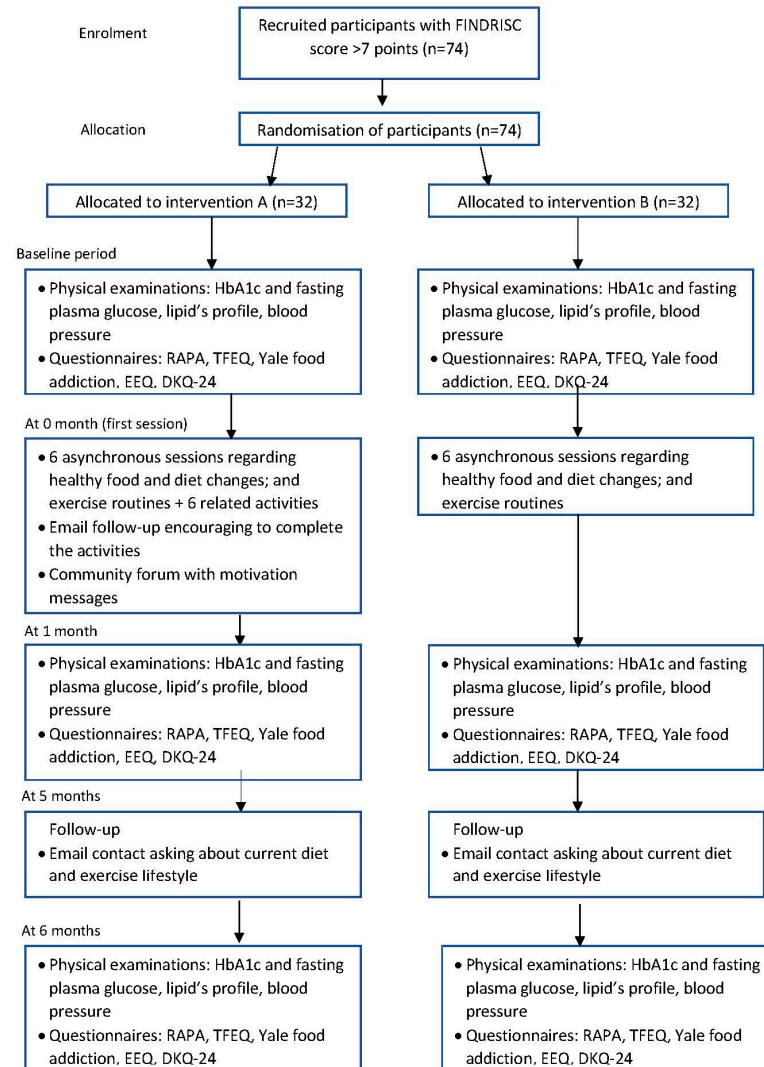 Enrolment
Recruited participants with FINDRISC
score >7 points (n=74)
Allocation
Randomisation of participants (n=74)
Allocated to intervention A (n=32)
Allocated to intervention B (n=32)
Baseline period
• Physical examinations: HbA1c and fasting
plasma glucose, lipid's profile, blood
pressure
• Questionnaires: RAPA, TFEQ, Yale food
addiction, EEQ, DKQ-24
• Physical examinations: HbA1c and fasting
plasma glucose, lipid's profile, blood
pressure
• Questionnaires: RAPA, TFEQ, Yale food
addiction, EEQ, DKQ-24
At 0 month (first session)
• 6 asynchronous sessions regarding
healthy food and diet changes; and
exercise routines + 6 related activities
• Email follow-up encouraging to complete
the activities
• Community forum with motivation
messages
• 6 asynchronous sessions regarding
healthy food and diet changes; and
exercise routines
At 1 month
• Physical examinations: HbA1c and fasting
plasma glucose, lipid's profile, blood
pressure
• Questionnaires: RAPA, TFEQ, Yale food
addiction, EEQ, DKQ-24
• Physical examinations: HbA1c and fasting
plasma glucose, lipid's profile, blood
pressure
• Questionnaires: RAPA, TFEQ, Yale food
addiction, EEQ, DKQ-24
At 5 months
Follow-up
• Email contact asking about current diet
and exercise lifestyle
Follow-up
• Email contact asking about current diet
and exercise lifestyle
At 6 months
• Physical examinations: HbA1c and fasting
plasma glucose, lipid's profile, blood
pressure
• Questionnaires: RAPA, TFEQ, Yale food
addiction, EEQ, DKQ-24
• Physical examinations: HbA1c and fasting
plasma glucose, lipid's profile, blood
pressure
• Questionnaires: RAPA, TFEQ, Yale food
addiction, EEQ, DKQ-24